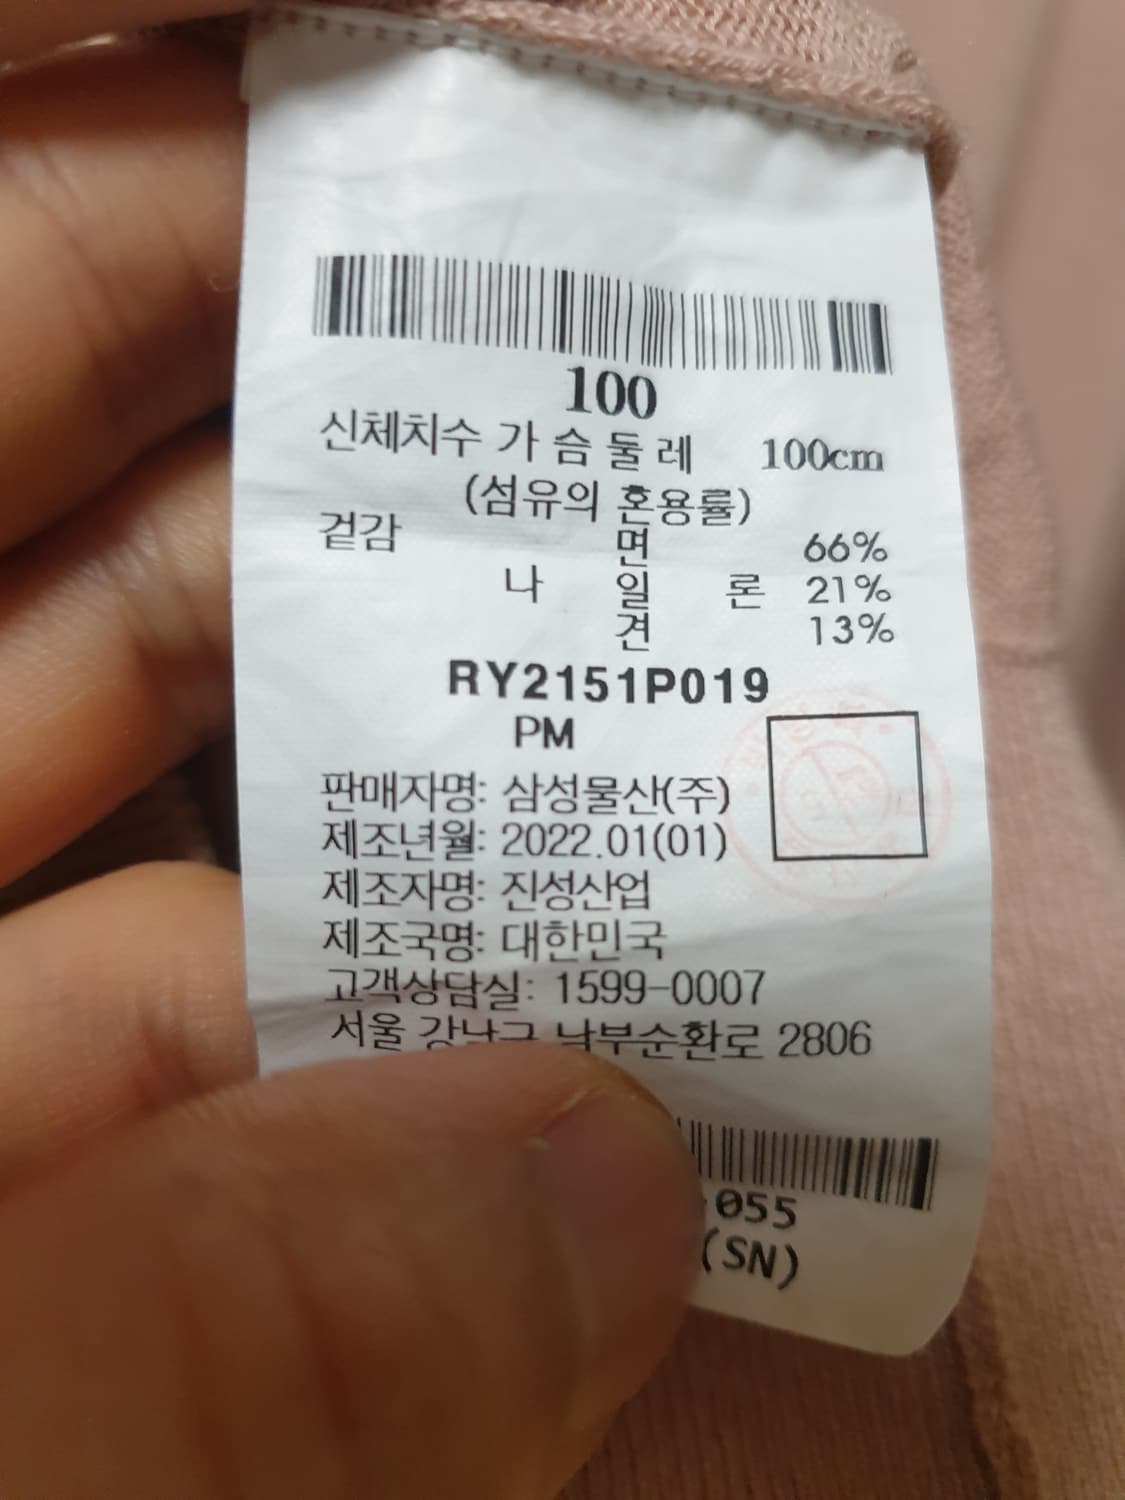 100
신체치수 가 슴 둘 레 100cm
(섬유의 혼용률)
겉감 면 66%
나 일 론 21%
견 13%
RY2151P019
PM
판매자명: 삼성물산(주)
제조년월: 2022.01(01)
제조자명: 진성산업
제조국명: 대한민국
고객상담실: 1599-0007
서울 강남구 남부순환로 2806
055
(SN)